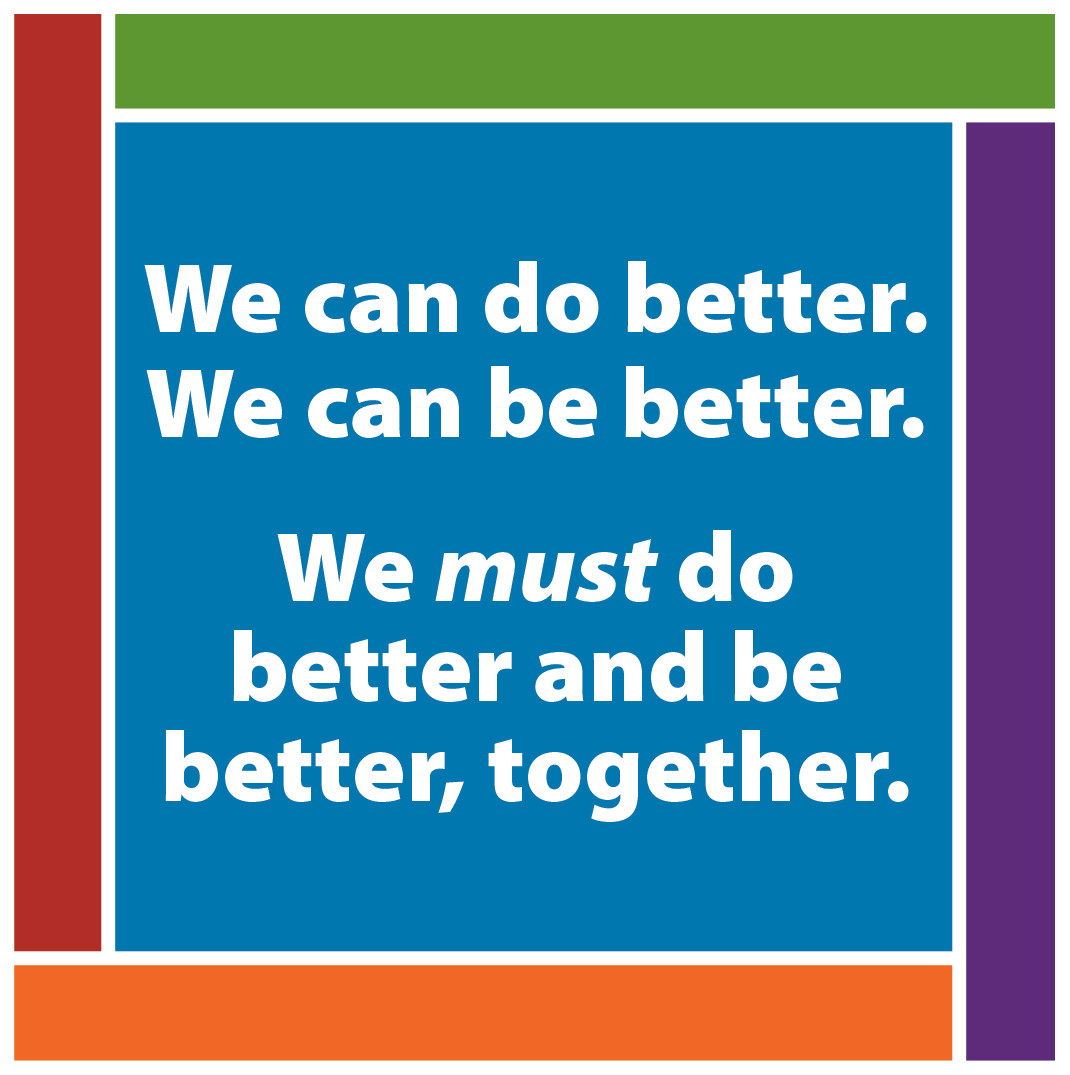 We can do better.
We can be better.
We must do
better and be
better, together.